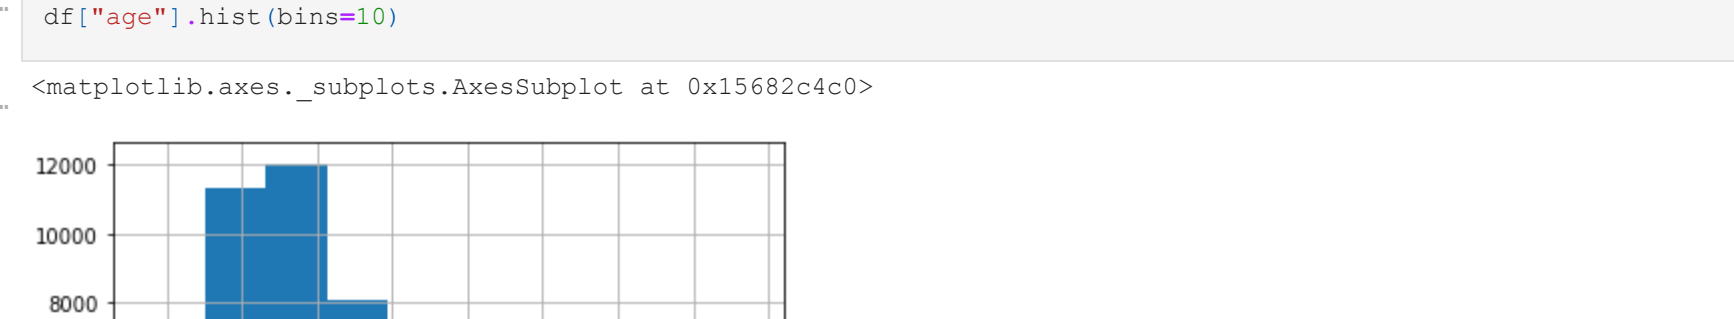 df["age"].hist(bins=10)
<matplotlib.axes._subplots.AxesSubplot at 0x15682c4c0>
12000
10000
8000